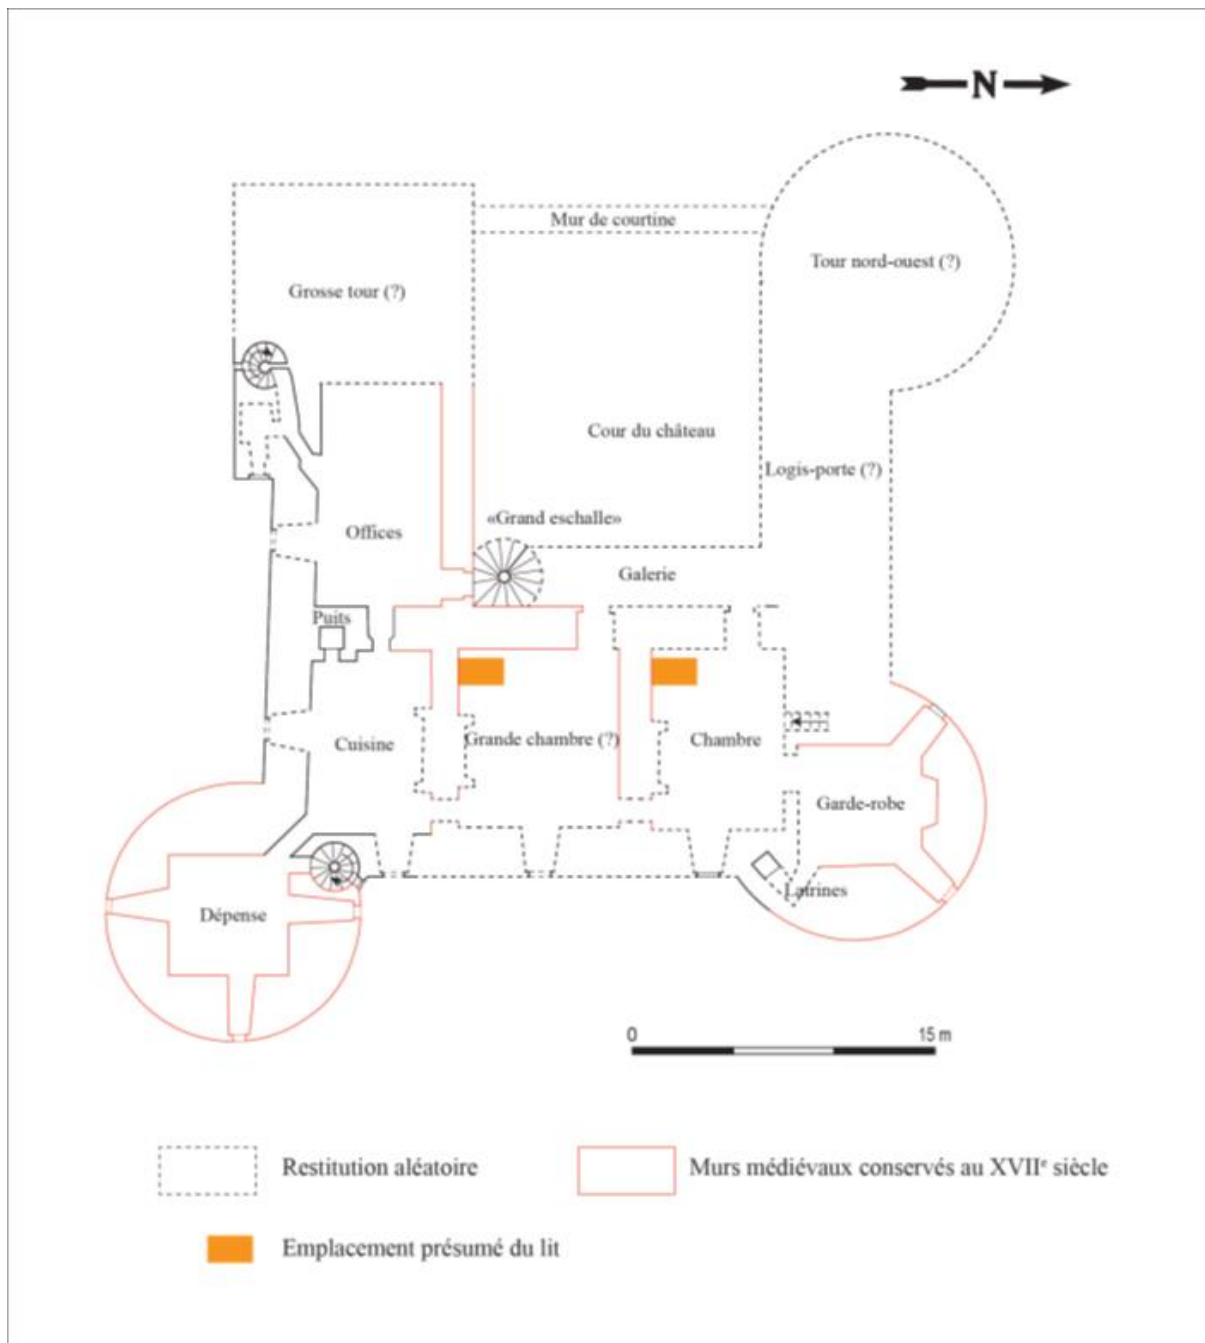 N
Mur de courtine
Tour nord-ouest (?)
Grosse tour (?)
Cour du château
Logis-porte (?)
«Grand eschalle»
Offices
Galerie
Puits
Cuisine
Grande chambre (?)
Chambre
Garde-robe
Latrines
Dépense
0
15 m
Restitution aléatoire
Murs médiévaux conservés au XVIIe siècle
Emplacement présumé du lit